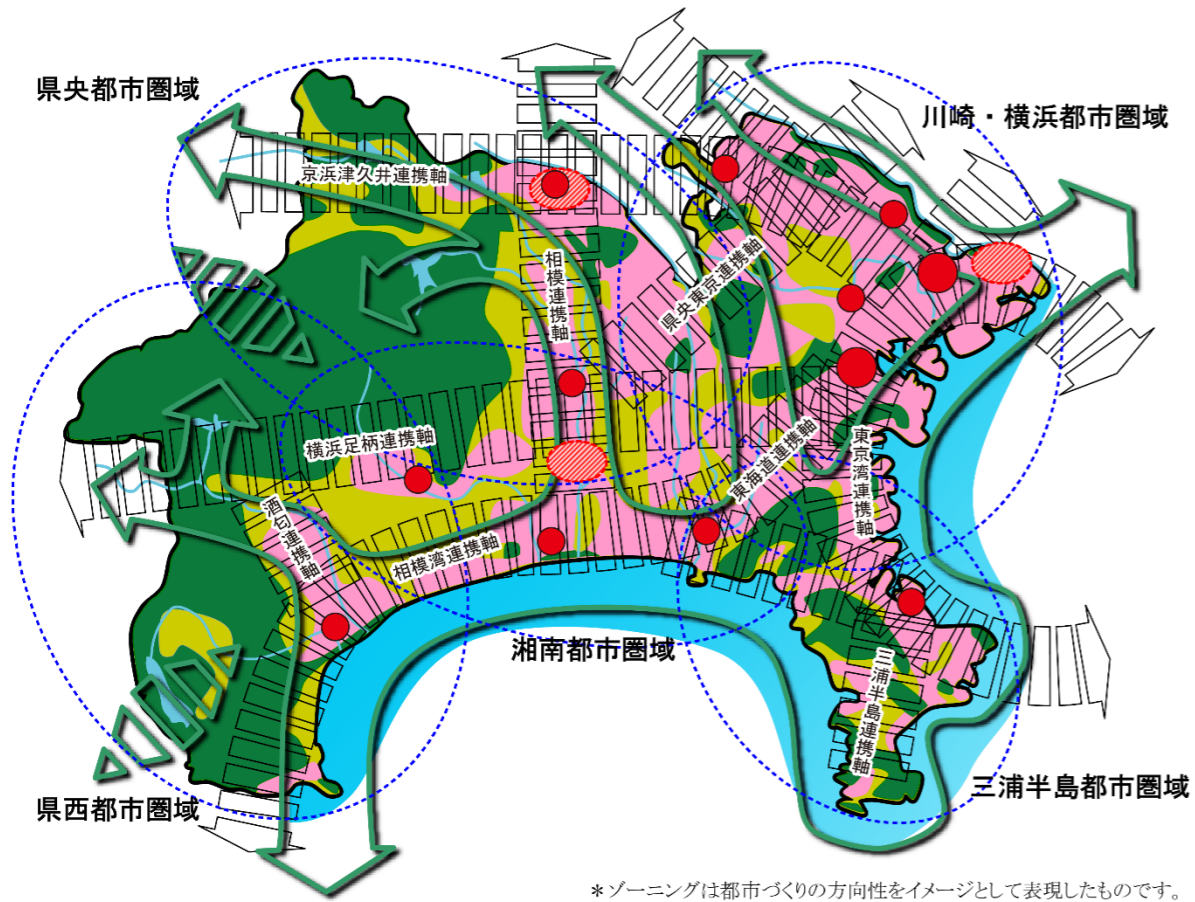 県央都市圏域
川崎・横浜都市圏域
京浜津久井連携軸
相模連携軸
県央東京連携軸
横浜足柄連携軸
東海道連携軸
東京湾連携軸
酒匂連携軸
相模湾連携軸
湘南都市圏域
三浦半島連携軸
三浦半島都市圏域
県西都市圏域
＊ゾーニングは都市づくりの方向性をイメージとして表現したものです。